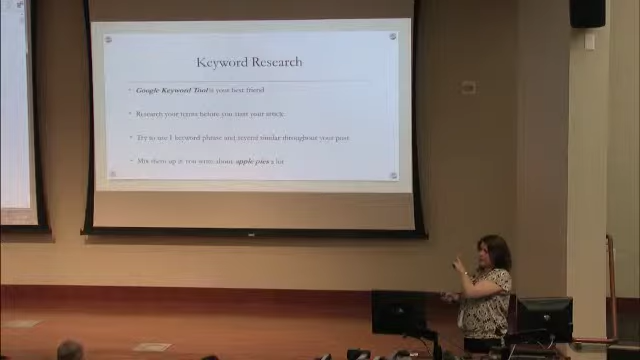 Keyword Research
Google Keyword Tool is your best friend
Research your terms before you start your article
Try to use 1 keyword phrase and several similar throughout your post
Mix them up if you write about apple pies a lot